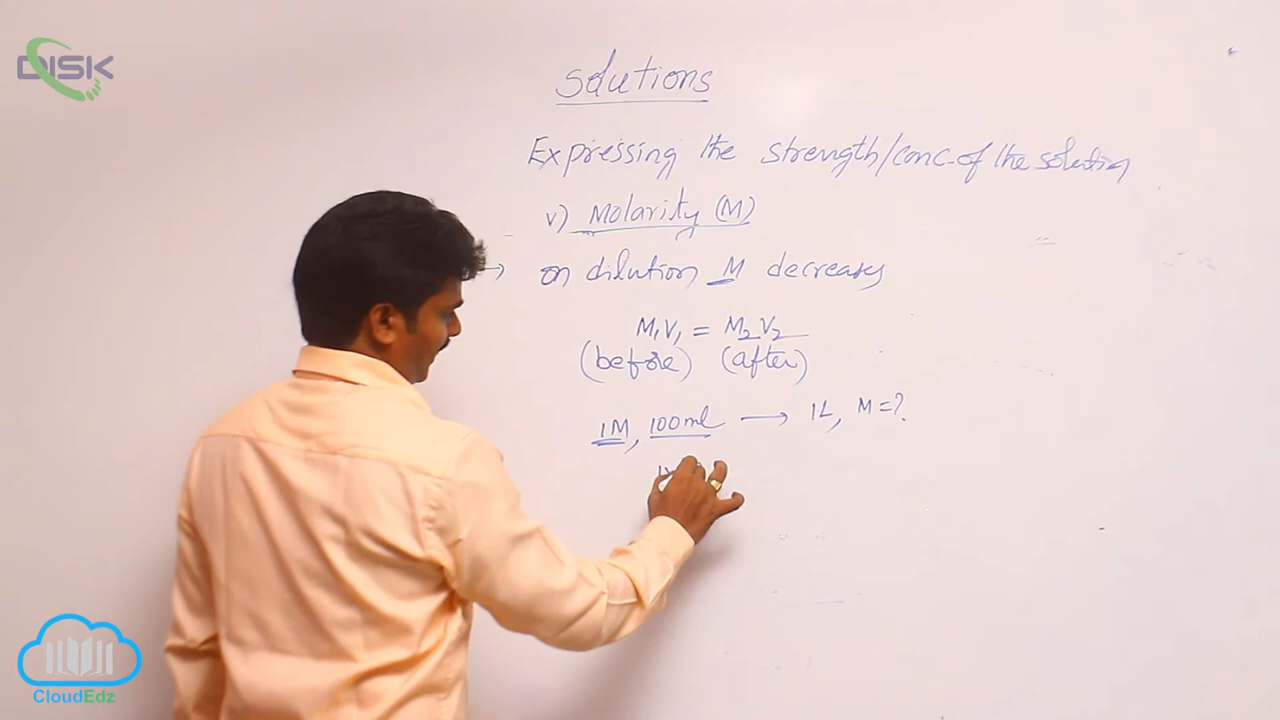 DISK
Solutions
Expressing the strength/conc. of the solution
v) Molarity (M)
→ on dilution M decreases
M₁V₁ = M₂V₂
(before) (after)
1M, 100ml → 1L, M=?
1x
CloudEdz